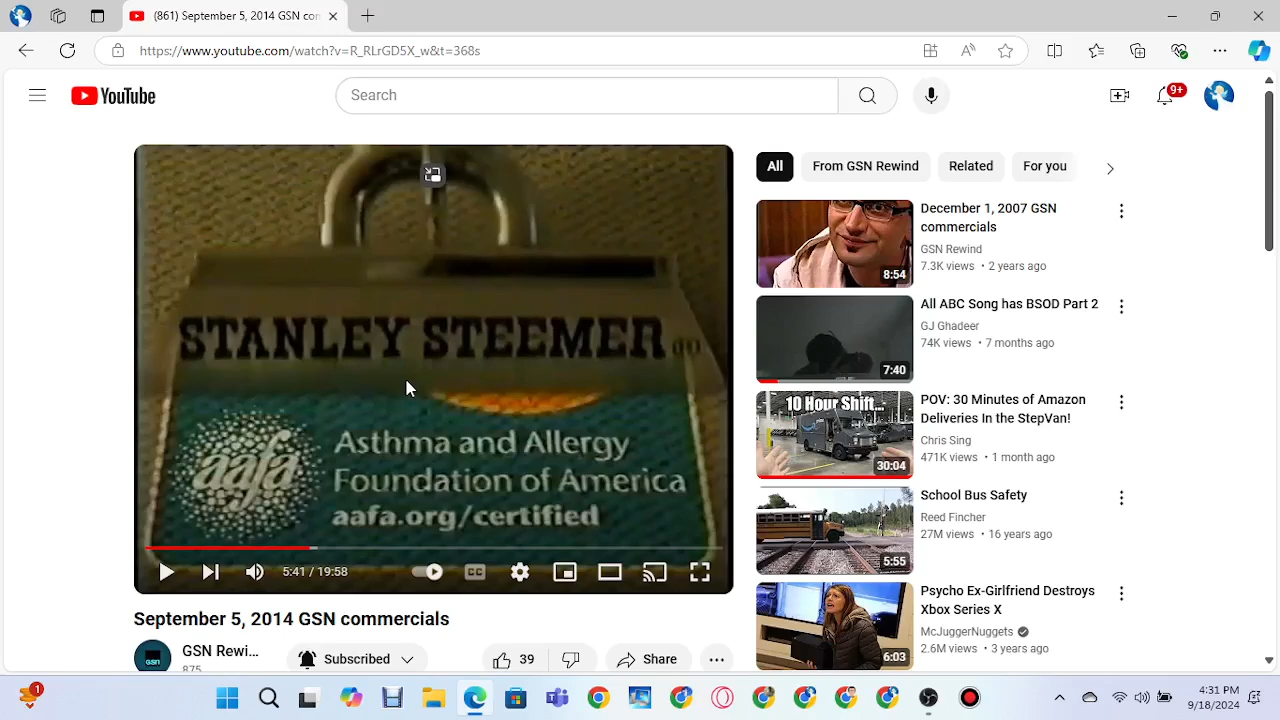 (861) September 5, 2014 GSN con
https://www.youtube.com/watch?v=R_RLrGD5X_w&t=368s
YouTube
Search
9+
STANLEY STEEMER
Asthma and Allergy
Foundation of America
aafa.org/certified
aafa
5:41 / 19:58
CC
September 5, 2014 GSN commercials
GSN
GSN Rewi...
875
Subscribed
39
Share
All
From GSN Rewind
Related
For you
December 1, 2007 GSN
commercials
GSN Rewind
7.3K views • 2 years ago
8:54
All ABC Song has BSOD Part 2
GJ Ghadeer
74K views • 7 months ago
7:40
10 Hour Shift...
POV: 30 Minutes of Amazon
Deliveries In the StepVan!
Chris Sing
471K views • 1 month ago
30:04
School Bus Safety
Reed Fincher
27M views • 16 years ago
5:55
Psycho Ex-Girlfriend Destroys
Xbox Series X
McJuggerNuggets
2.6M views • 3 years ago
6:03
1
4:31 PM
9/18/2024